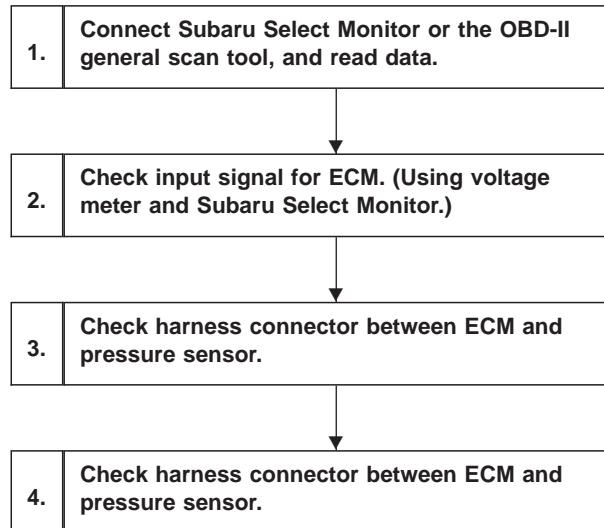 1.
Connect Subaru Select Monitor or the OBD-II
general scan tool, and read data.
2.
Check input signal for ECM. (Using voltage
meter and Subaru Select Monitor.)
3.
Check harness connector between ECM and
pressure sensor.
4.
Check harness connector between ECM and
pressure sensor.